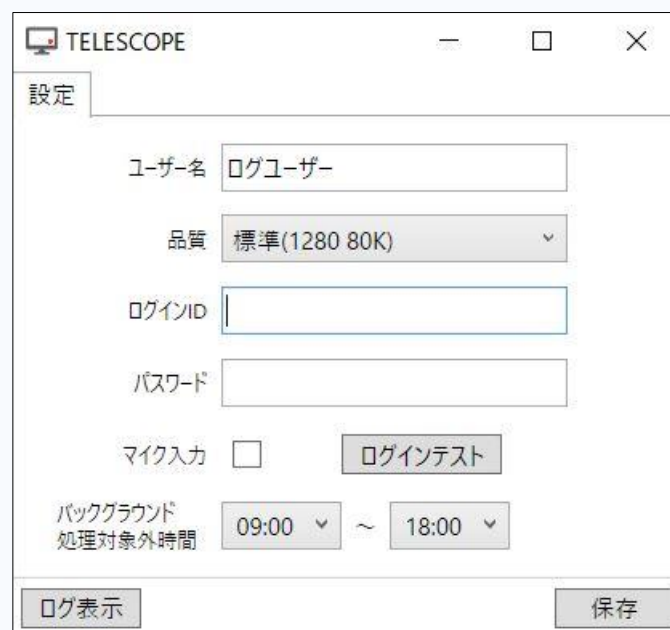 TELESCOPE
設定
ユーザー名 ログユーザー
品質 標準(1280 80K)
ログインID
パスワード
マイク入力 ログインテスト
バックグラウンド
処理対象外時間 09:00 ～ 18:00
ログ表示 保存